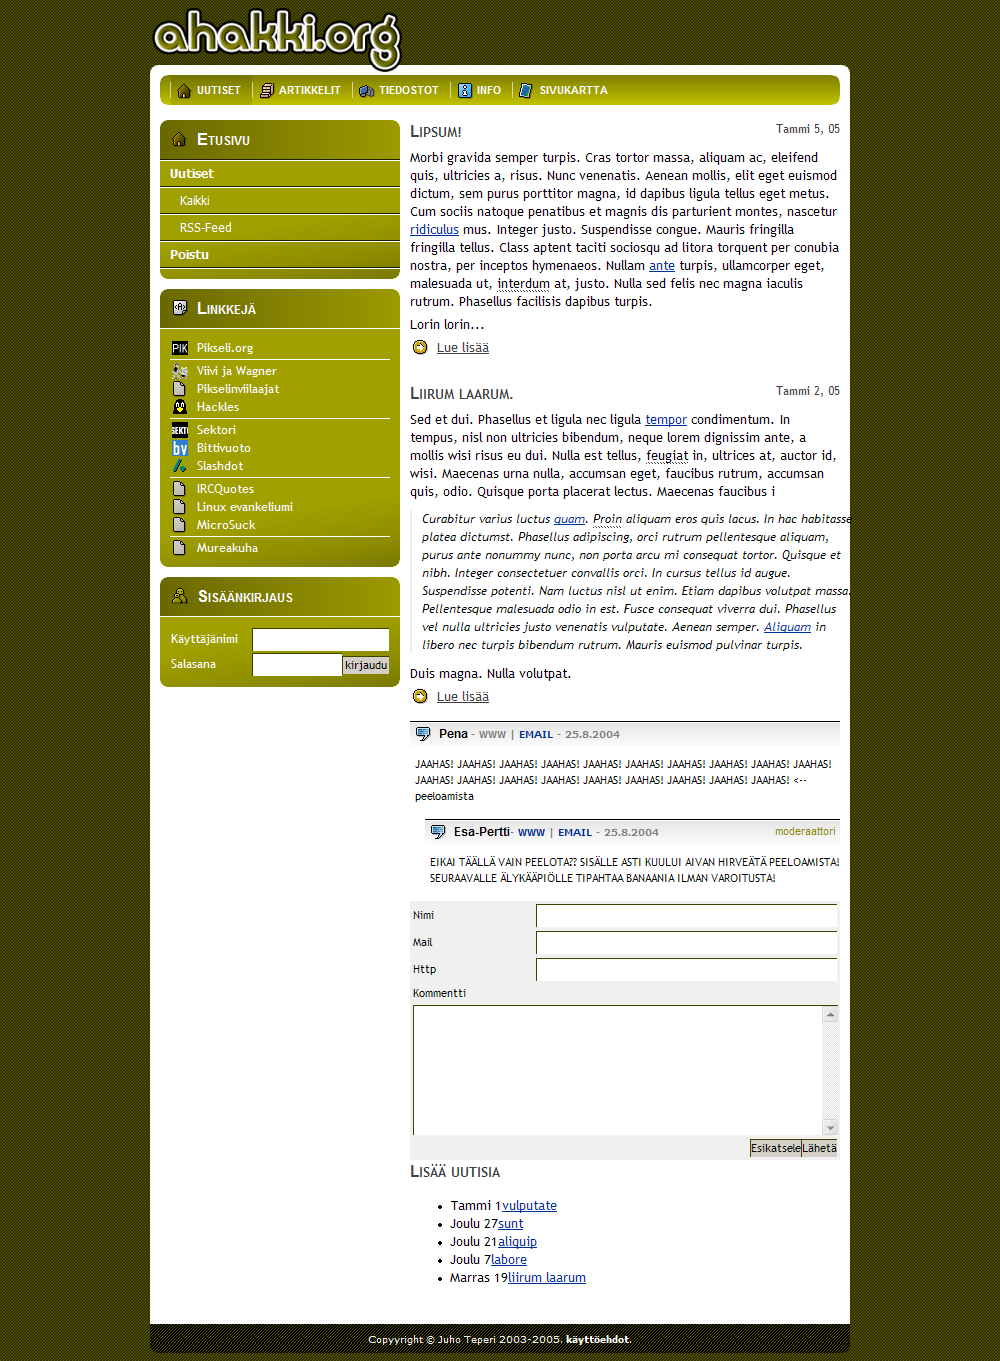 ahakki.org
UUTISET ARTIKKELIT TIEDOSTOT INFO SIVUKARTTA
Etusivu
Uutiset
Kaikki
RSS-Feed
Poistu
Linkkejä
PIK Pikseli.org
Viivi ja Wagner
Pikselinviilaajat
Hackles
SEKT Sektori
bv Bittivuoto
Slashdot
IRCQuotes
Linux evankeliumi
MicroSuck
Mureakuha
Sisäänkirjaus
Käyttäjänimi
Salasana kirjaudu
Lipsum! Tammi 5, 05
Morbi gravida semper turpis. Cras tortor massa, aliquam ac, eleifend
quis, ultricies a, risus. Nunc venenatis. Aenean mollis, elit eget euismod
dictum, sem purus porttitor magna, id dapibus ligula tellus eget metus.
Cum sociis natoque penatibus et magnis dis parturient montes, nascetur
ridiculus mus. Integer justo. Suspendisse congue. Mauris fringilla
fringilla tellus. Class aptent taciti sociosqu ad litora torquent per conubia
nostra, per inceptos hymenaeos. Nullam ante turpis, ullamcorper eget,
malesuada ut, interdum at, justo. Nulla sed felis nec magna iaculis
rutrum. Phasellus facilisis dapibus turpis.
Lorin lorin...
Lue lisää
Liirum laarum. Tammi 2, 05
Sed et dui. Phasellus et ligula nec ligula tempor condimentum. In
tempus, nisl non ultricies bibendum, neque lorem dignissim ante, a
mollis wisi risus eu dui. Nulla est tellus, feugiat in, ultrices at, auctor id,
wisi. Maecenas urna nulla, accumsan eget, faucibus rutrum, accumsan
quis, odio. Quisque porta placerat lectus. Maecenas faucibus i
Curabitur varius luctus quam. Proin aliquam eros quis lacus. In hac habitasse
platea dictumst. Phasellus adipiscing, orci rutrum pellentesque aliquam,
purus ante nonummy nunc, non porta arcu mi consequat tortor. Quisque et
nibh. Integer consectetuer convallis orci. In cursus tellus id augue.
Suspendisse potenti. Nam luctus nisl ut enim. Etiam dapibus volutpat massa.
Pellentesque malesuada odio in est. Fusce consequat viverra dui. Phasellus
vel nulla ultricies justo venenatis vulputate. Aenean semper. Aliquam in
libero nec turpis bibendum rutrum. Mauris euismod pulvinar turpis.
Duis magna. Nulla volutpat.
Lue lisää
Pena - WWW | EMAIL - 25.8.2004
JAAHAS! JAAHAS! JAAHAS! JAAHAS! JAAHAS! JAAHAS! JAAHAS! JAAHAS! JAAHAS! JAAHAS!
JAAHAS! JAAHAS! JAAHAS! JAAHAS! JAAHAS! JAAHAS! JAAHAS! JAAHAS! JAAHAS! <--
peeloamista
Esa-Pertti- WWW | EMAIL - 25.8.2004 moderaattori
EIKAI TÄÄLLÄ VAIN PEELOTA?? SISÄLLE ASTI KUULUI AIVAN HIRVEÄTÄ PEELOAMISTA!
SEURAAVALLE ÄLYKÄÄPIÖLLE TIPAHTAA BANAANIA ILMAN VAROITUSTA!
Nimi
Mail
Http
Kommentti
Esikatsele Lähetä
Lisää uutisia
• Tammi 1vulputate
• Joulu 27sunt
• Joulu 21aliquip
• Joulu 7labore
• Marras 19liirum laarum
Copyyright © Juho Teperi 2003-2005. käyttöehdot.